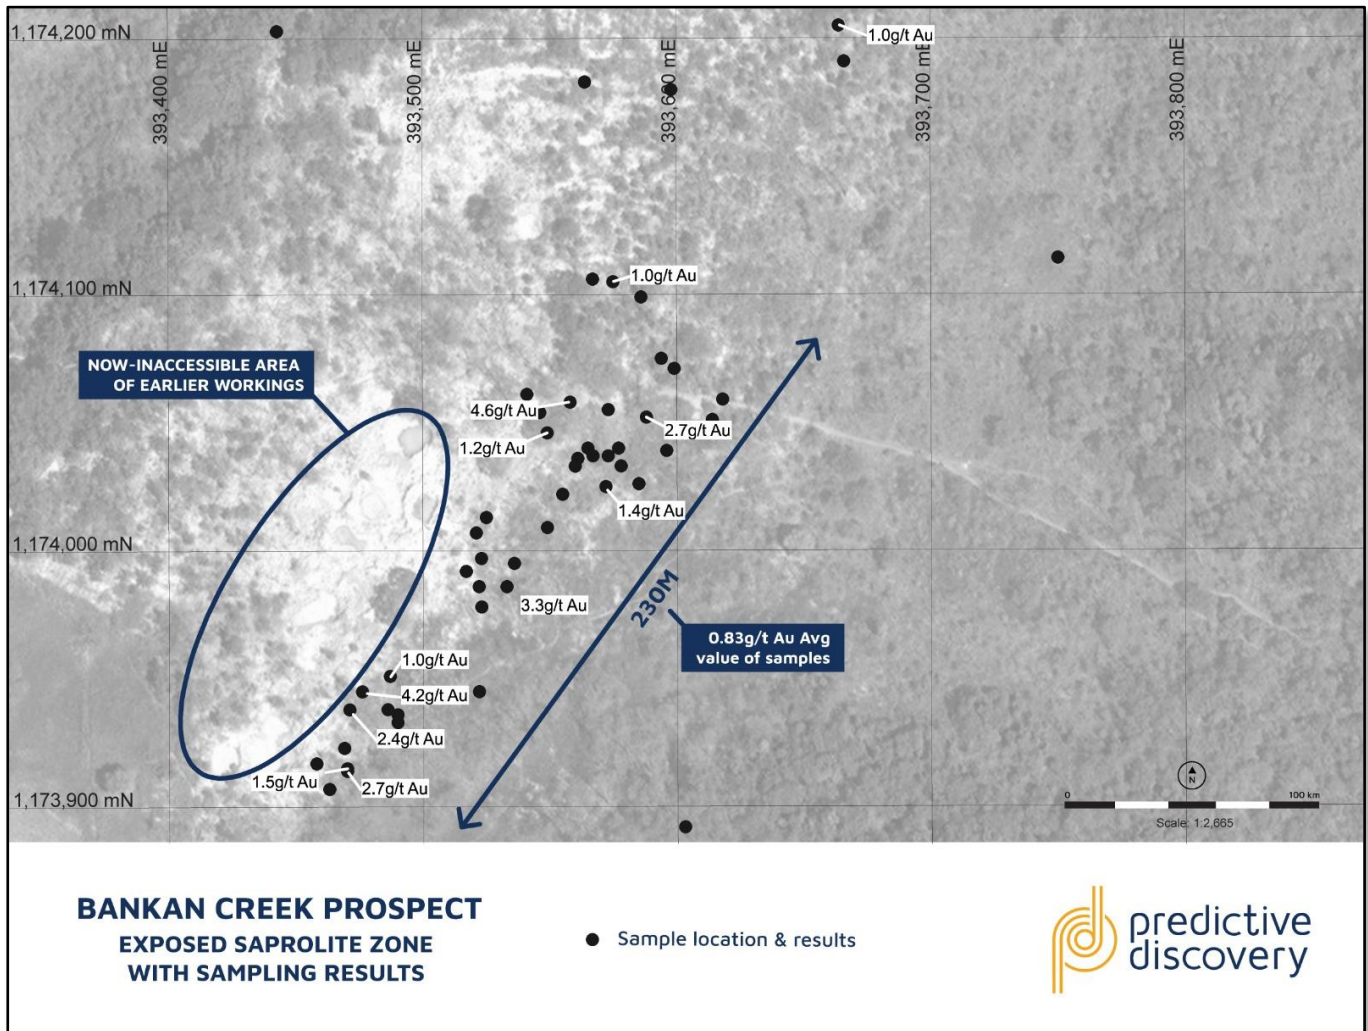 1,174,200 mN
393,400 mE
393,500 mE
393,600 mE
393,700 mE
393,800 mE
1.0g/t Au
1.0g/t Au
1,174,100 mN
NOW-INACCESSIBLE AREA
OF EARLIER WORKINGS
4.6g/t Au
2.7g/t Au
1.2g/t Au
1.4g/t Au
1,174,000 mN
3.3g/t Au
230M
0.83g/t Au Avg
value of samples
1.0g/t Au
4.2g/t Au
2.4g/t Au
1.5g/t Au
2.7g/t Au
1,173,900 mN
N
0
100 km
Scale: 1:2,665
BANKAN CREEK PROSPECT
EXPOSED SAPROLITE ZONE
WITH SAMPLING RESULTS
Sample location & results
predictive
discovery